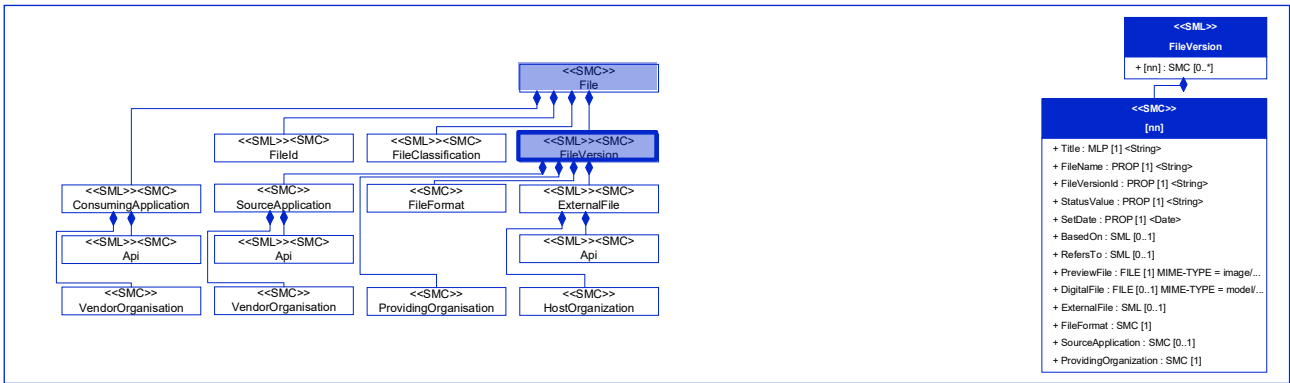 <<SMC>>
File
<<SML>><SMC>
FileId
<<SML>><SMC>
FileClassification
<<SML>><SMC>
FileVersion
<<SML>><SMC>
ConsumingApplication
<<SML>><SMC>
SourceApplication
<<SMC>>
FileFormat
<<SML>><SMC>
ExternalFile
<<SML>><SMC>
Api
<<SML>><SMC>
Api
<<SML>><SMC>
Api
<<SMC>>
VendorOrganisation
<<SMC>>
VendorOrganisation
<<SMC>>
ProvidingOrganisation
<<SMC>>
HostOrganization
<<SML>>
FileVersion
+ [nn] : SMC [0..*]
<<SMC>>
[nn]
+ Title : MLP [1] <String>
+ FileName : PROP [1] <String>
+ FileVersionId : PROP [1] <String>
+ StatusValue : PROP [1] <String>
+ SetDate : PROP [1] <Date>
+ BasedOn : SML [0..1]
+ RefersTo : SML [0..1]
+ PreviewFile : FILE [1] MIME-TYPE = image/...
+ DigitalFile : FILE [0..1] MIME-TYPE = model/...
+ ExternalFile : SML [0..1]
+ FileFormat : SMC [1]
+ SourceApplication : SMC [0..1]
+ ProvidingOrganization : SMC [1]